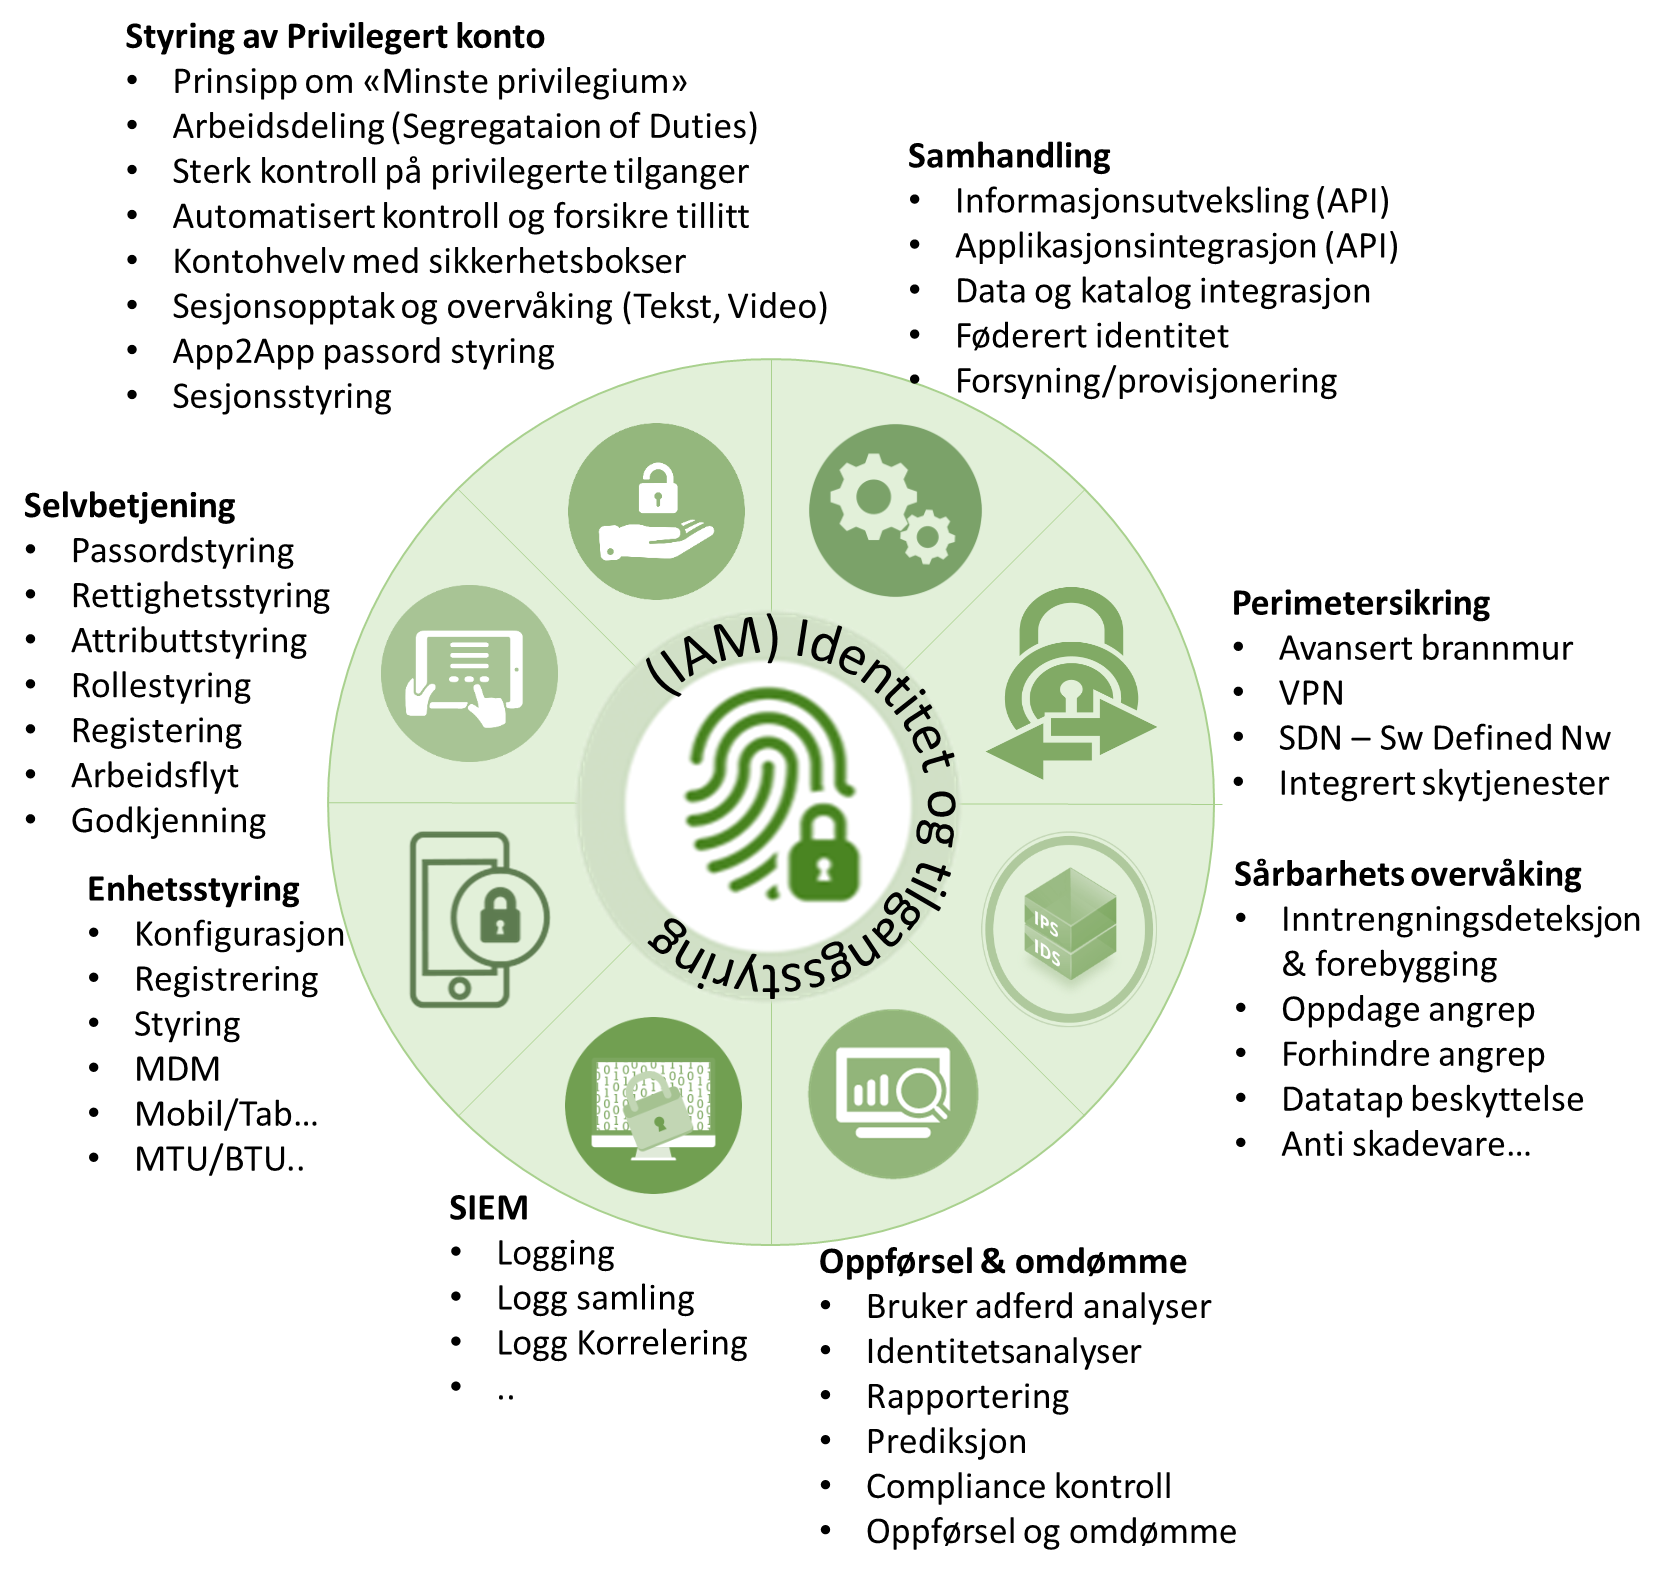 Styring av Privilegert konto
• Prinsipp om «Minste privilegium»
• Arbeidsdeling (Segregataion of Duties)
• Sterk kontroll på privilegerte tilganger
• Automatisert kontroll og forsikre tillitt
• Kontohvelv med sikkerhetsbokser
• Sesjonsopptak og overvåking (Tekst, Video)
• App2App passord styring
• Sesjonsstyring
Samhandling
• Informasjonsutveksling (API)
• Applikasjonsintegrasjon (API)
• Data og katalog integrasjon
• Føderert identitet
• Forsyning/provisjonering
Selvbetjening
• Passordstyring
• Rettighetsstyring
• Attributtstyring
• Rollestyring
• Registering
• Arbeidsflyt
• Godkjenning
(IAM) Identitet og tilgangsstyring
Perimetersikring
• Avansert brannmur
• VPN
• SDN – Sw Defined Nw
• Integrert skytjenester
Enhetsstyring
• Konfigurasjon
• Registrering
• Styring
• MDM
• Mobil/Tab...
• MTU/BTU..
IPS
IDS
Sårbarhets overvåking
• Inntrengningsdeteksjon
& forebygging
• Oppdage angrep
• Forhindre angrep
• Datatap beskyttelse
• Anti skadevare...
SIEM
• Logging
• Logg samling
• Logg Korrelering
• ..
Oppførsel & omdømme
• Bruker adferd analyser
• Identitetsanalyser
• Rapportering
• Prediksjon
• Compliance kontroll
• Oppførsel og omdømme